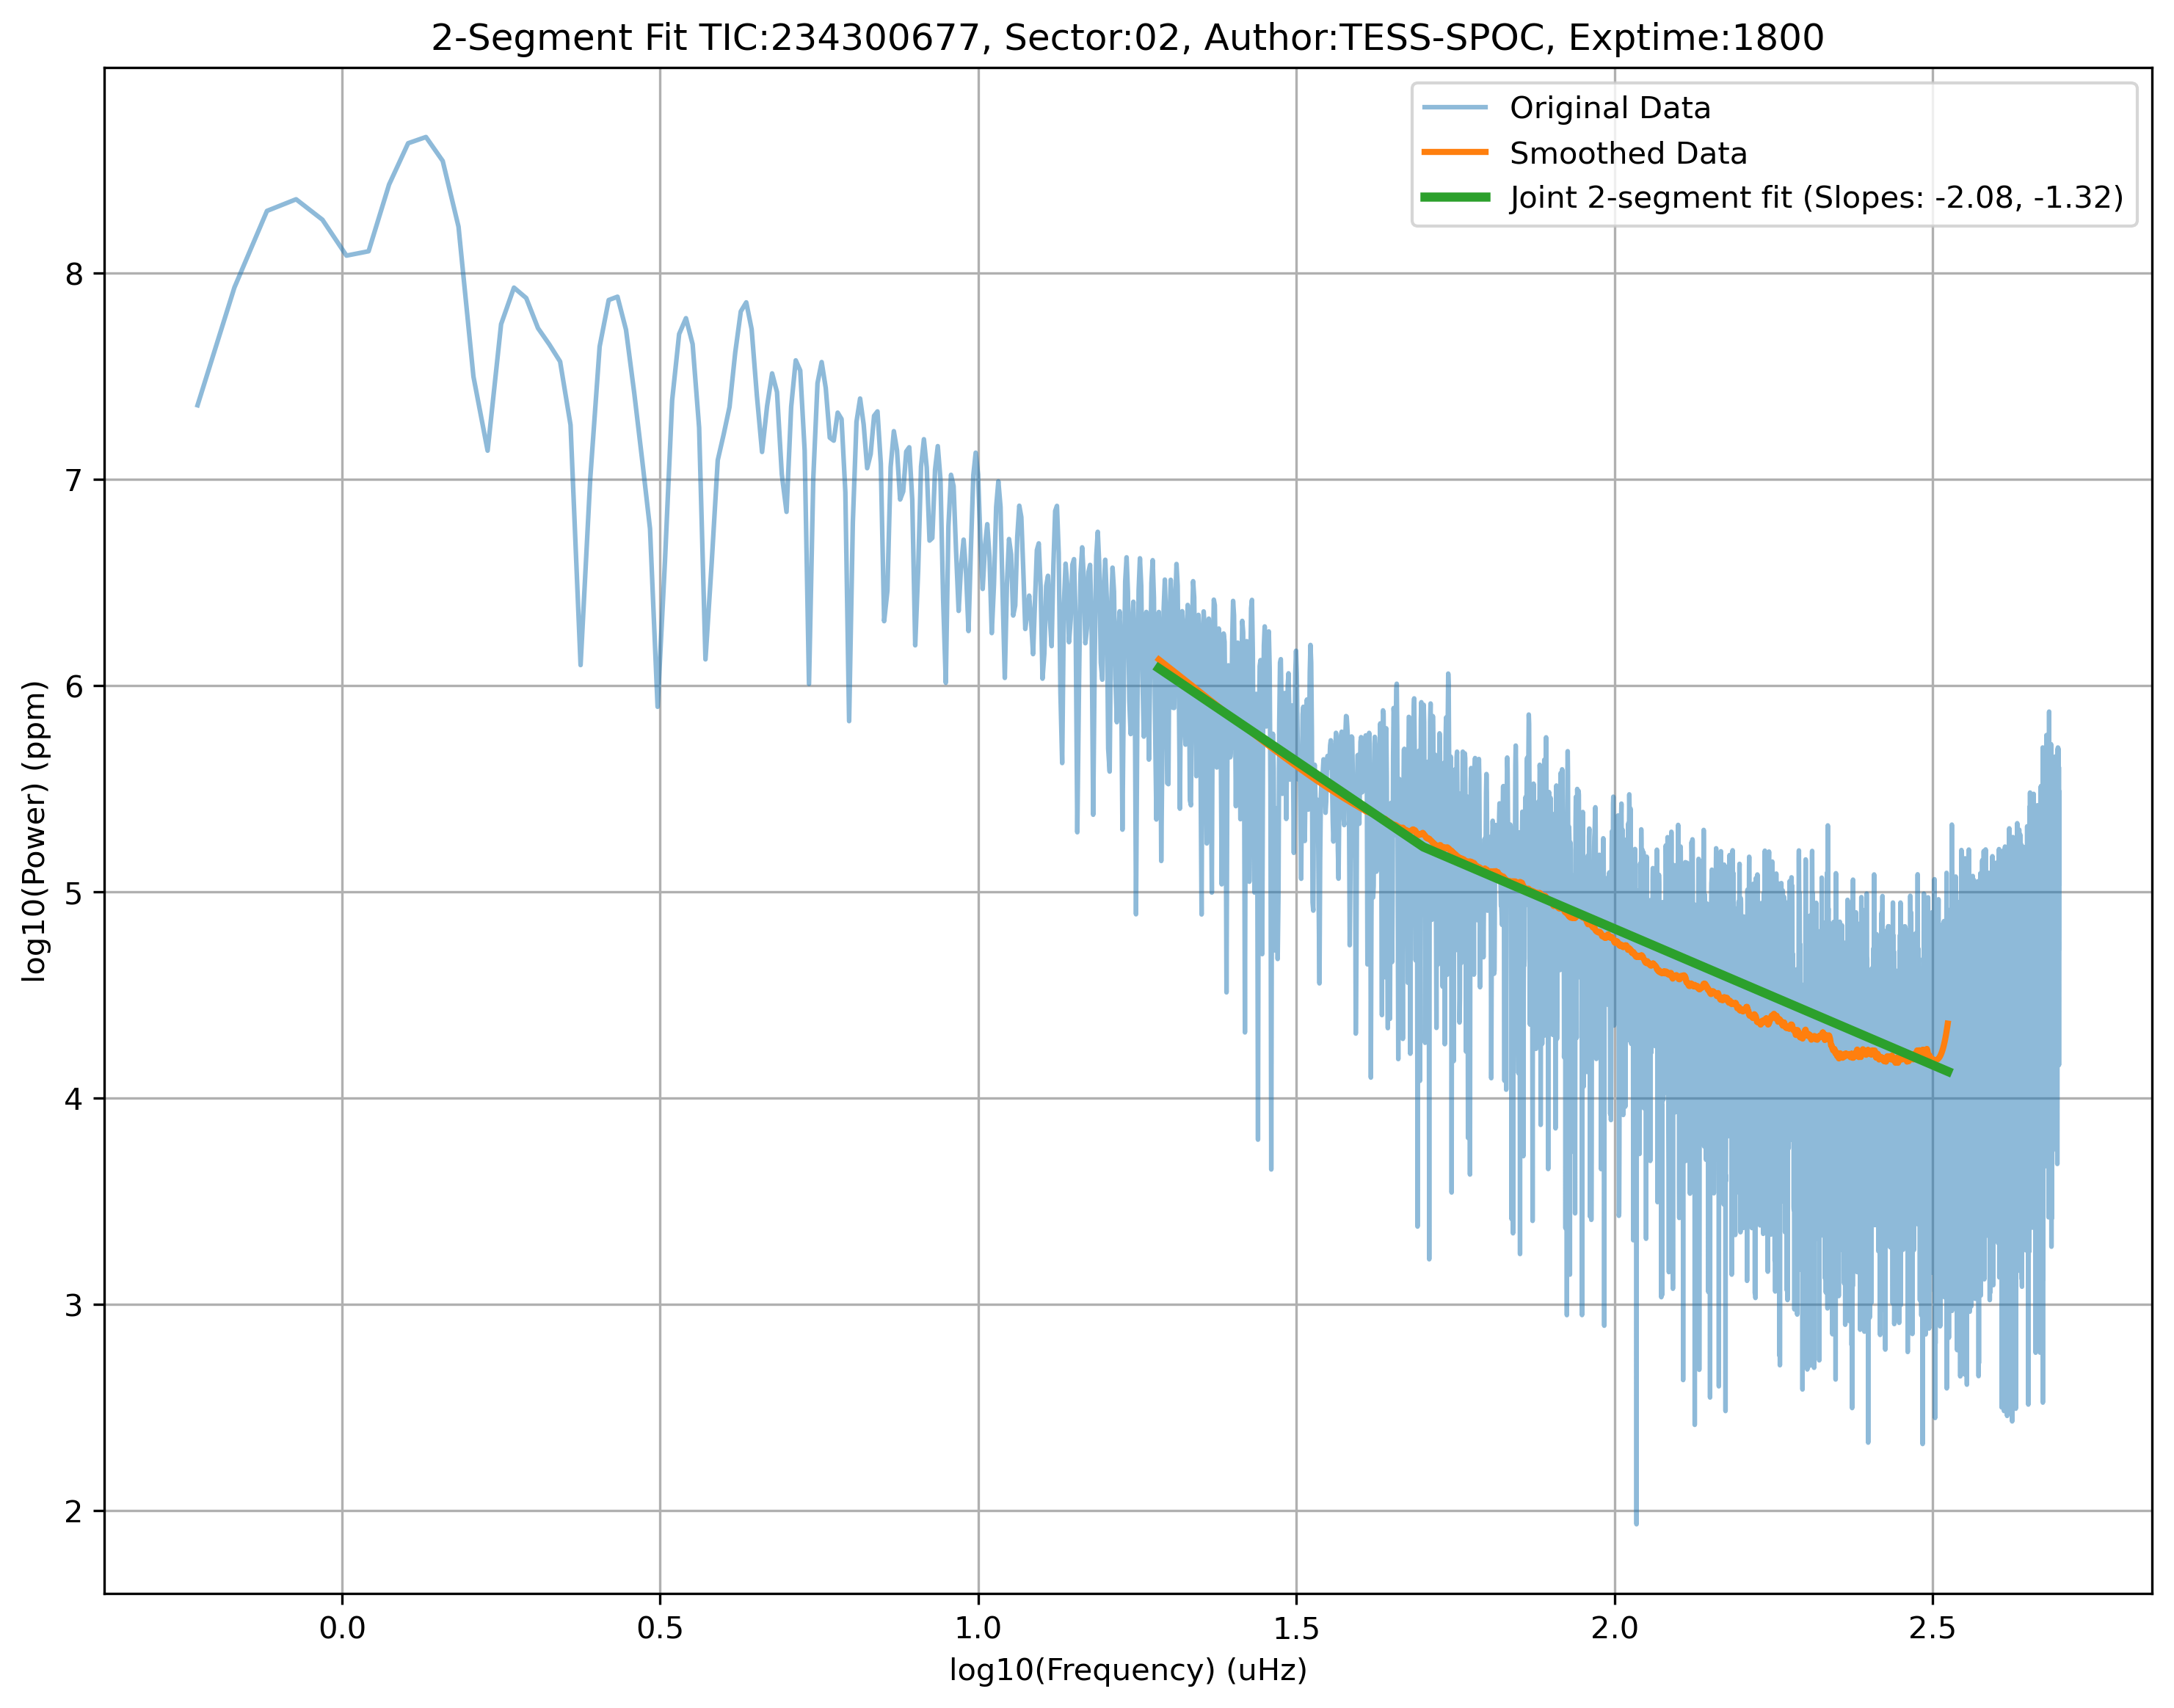 2-Segment Fit TIC:234300677, Sector:02, Author:TESS-SPOC, Exptime:1800
Original Data
Smoothed Data
Joint 2-segment fit (Slopes: -2.08, -1.32)
log10(Power) (ppm)
8
7
6
5
4
3
2
0.0 0.5 1.0 1.5 2.0 2.5
log10(Frequency) (uHz)